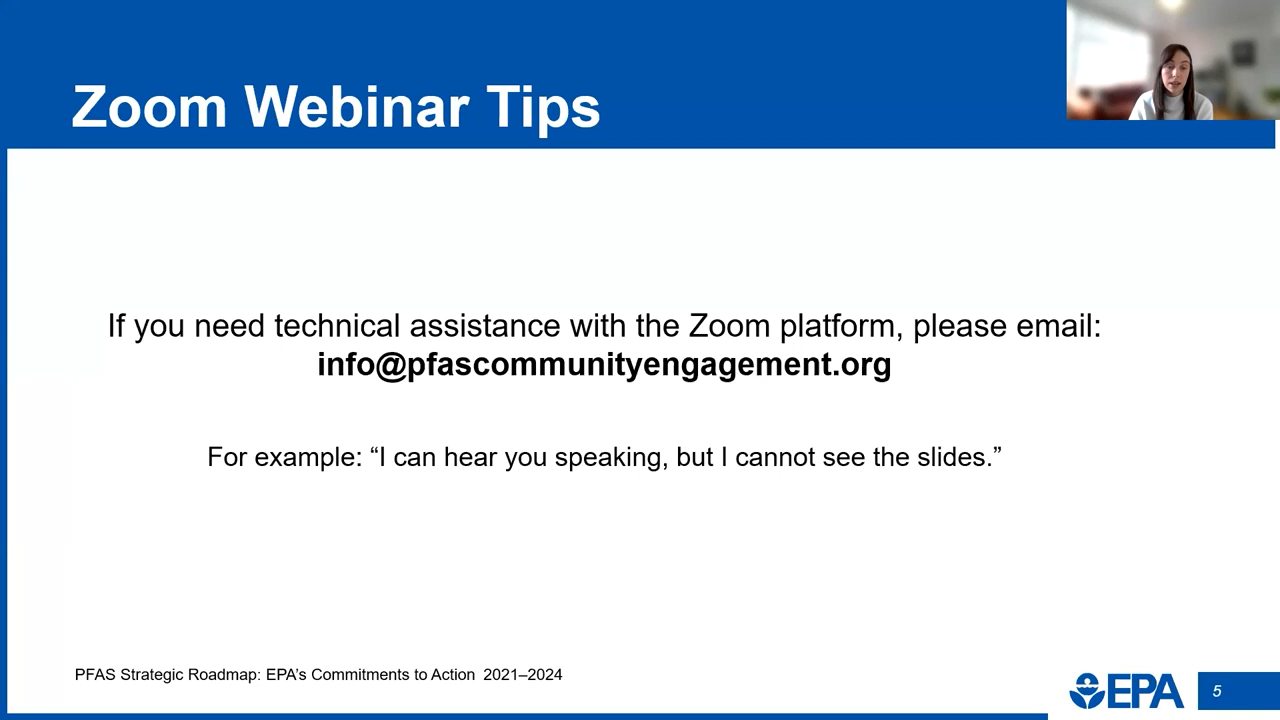 Zoom Webinar Tips
If you need technical assistance with the Zoom platform, please email:
info@pfascommunityengagement.org
For example: “I can hear you speaking, but I cannot see the slides.”
PFAS Strategic Roadmap: EPA’s Commitments to Action 2021–2024
EPA
5